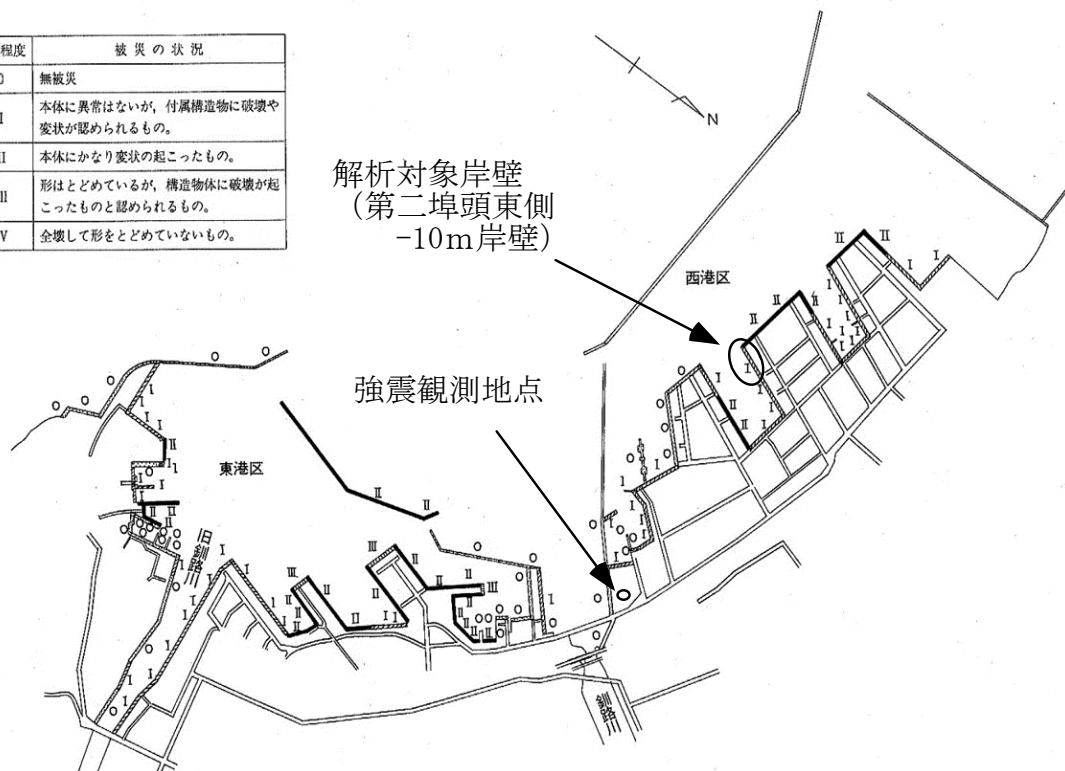 程度 被災の状況
0 無被災
I 本体に異常はないが，付属構造物に破壊や
変状が認められるもの。
II 本体にかなり変状の起こったもの。
III 形はとどめているが，構造物体に破壊が起
こったものと認められるもの。
V 全壊して形をとどめていないもの。
N
解析対象岸壁
（第二埠頭東側
-10m岸壁）
西港区
強震観測地点
東港区
旧釧路川
釧路川